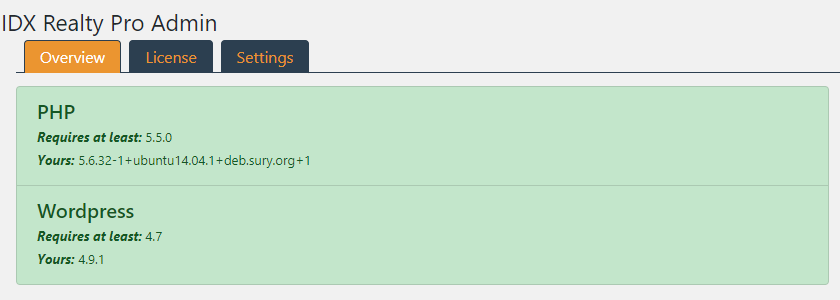 IDX Realty Pro Admin
Overview License Settings
PHP
Requires at least: 5.5.0
Yours: 5.6.32-1+ubuntu14.04.1+deb.sury.org+1
Wordpress
Requires at least: 4.7
Yours: 4.9.1